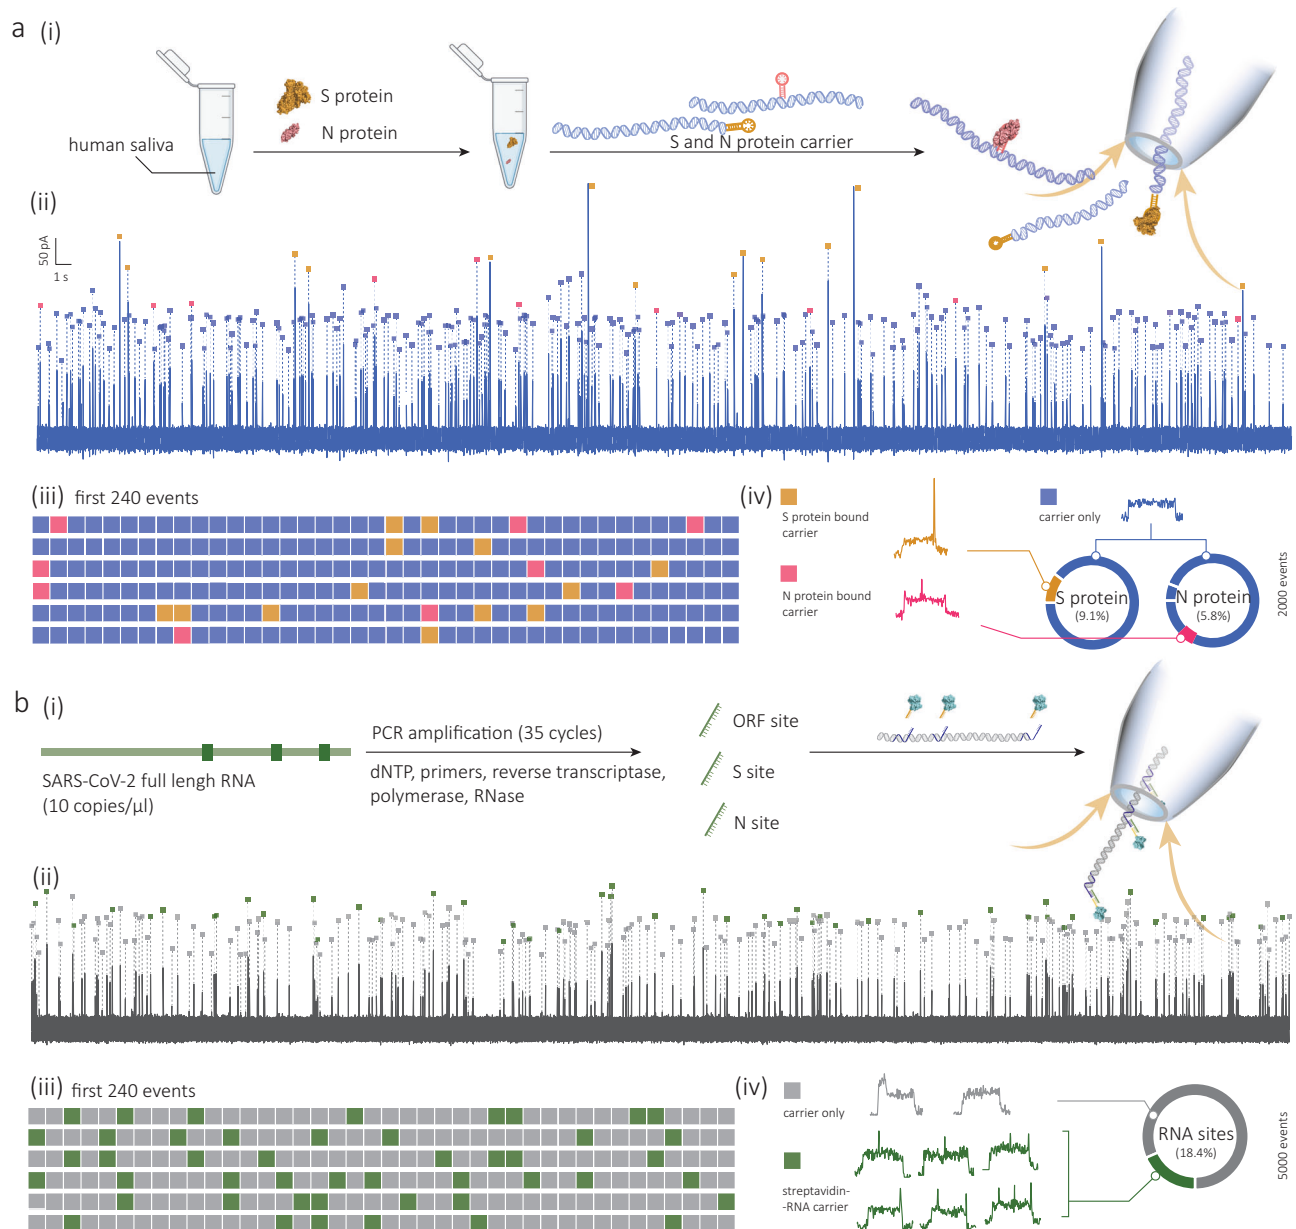 a (i)
S protein
N protein
human saliva
S and N protein carrier
(ii)
50 pA
1 s
(iii) first 240 events
(iv)
S protein bound
carrier
carrier only
N protein bound
carrier
S protein
(9.1%)
N protein
(5.8%)
2000 events
b (i)
PCR amplification (35 cycles)
dNTP, primers, reverse transcriptase,
polymerase, RNase
SARS-CoV-2 full lengh RNA
(10 copies/µl)
ORF site
S site
N site
(ii)
(iii) first 240 events
(iv)
carrier only
streptavidin-
-RNA carrier
RNA sites
(18.4%)
5000 events